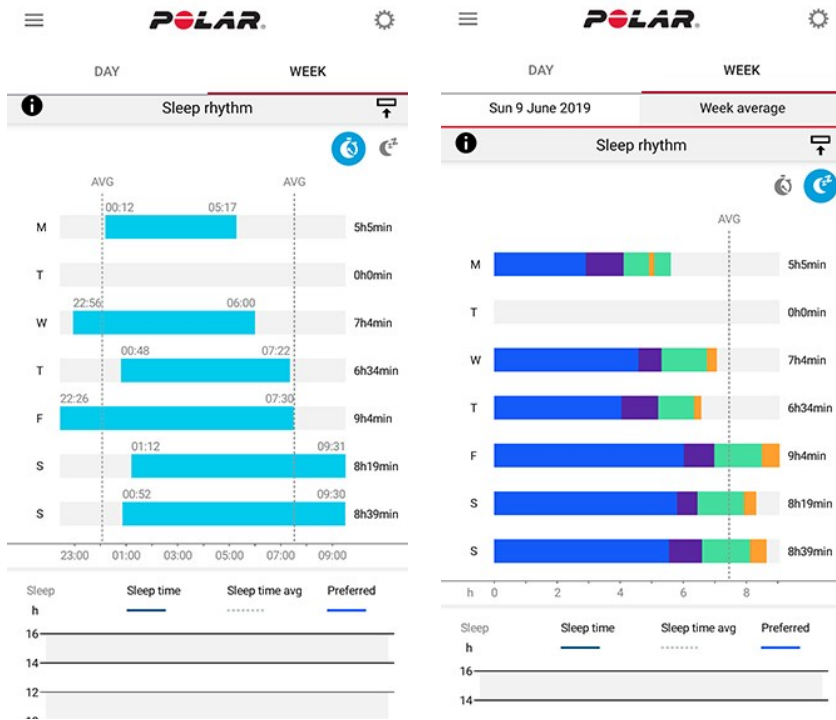 POLAR.
DAY WEEK
Sleep rhythm
AVG AVG
00:12 05:17
M 5h5min
T 0h0min
22:56 06:00
W 7h4min
00:48 07:22
T 6h34min
22:26 07:30
F 9h4min
01:12 09:31
S 8h19min
00:52 09:30
S 8h39min
23:00 01:00 03:00 05:00 07:00 09:00
Sleep Sleep time Sleep time avg Preferred
h
16
14
12
POLAR.
DAY WEEK
Sun 9 June 2019 Week average
Sleep rhythm
AVG
M 5h5min
T 0h0min
W 7h4min
T 6h34min
F 9h4min
S 8h19min
S 8h39min
h 0 2 4 6 8
Sleep Sleep time Sleep time avg Preferred
h
16
14